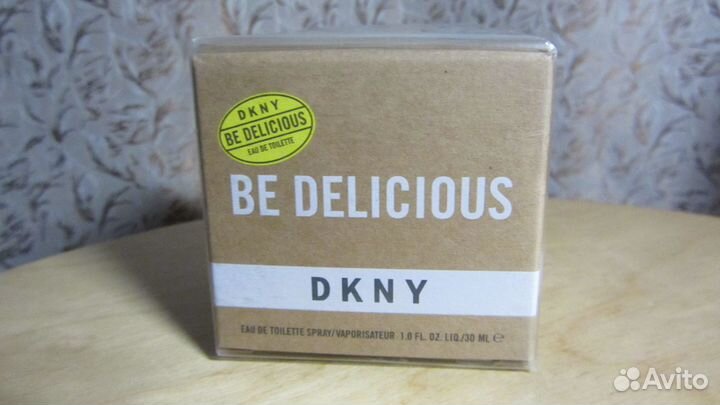 DKNY
BE DELICIOUS
EAU DE TOILETTE
BE DELICIOUS
DKNY
EAU DE TOILETTE SPRAY/VAPORISATEUR 1.0 FL. OZ. LIQ./30 ML ℮
Avito